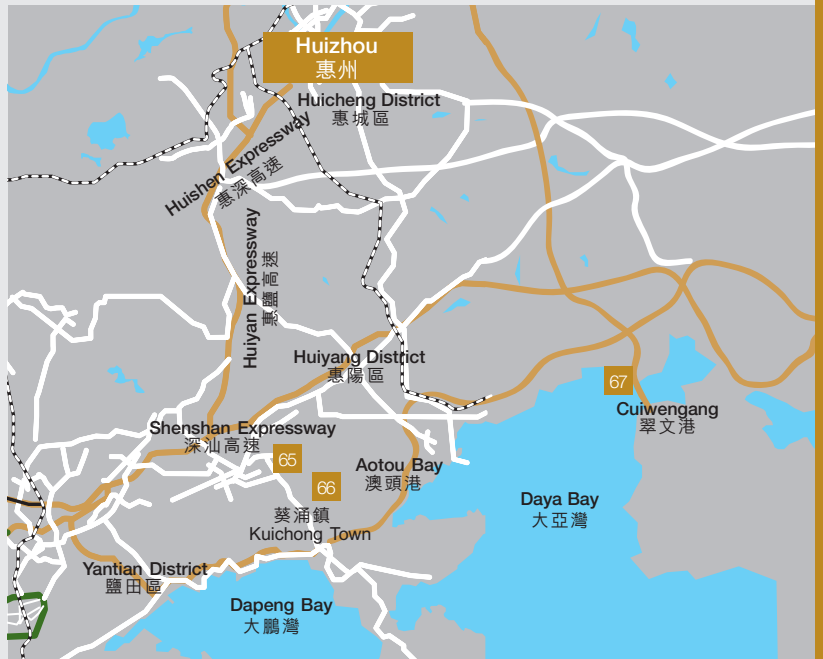 Huizhou
惠州
Huicheng District
惠城區
Huishen Expressway
惠深高速
Huiyan Expressway
惠鹽高速
Huiyang District
惠陽區
67
Cuiwengang
翠文港
Shenshan Expressway
深汕高速
65
66
Aotou Bay
澳頭港
Daya Bay
大亞灣
葵涌鎮
Kuichong Town
Yantian District
鹽田區
Dapeng Bay
大鵬灣